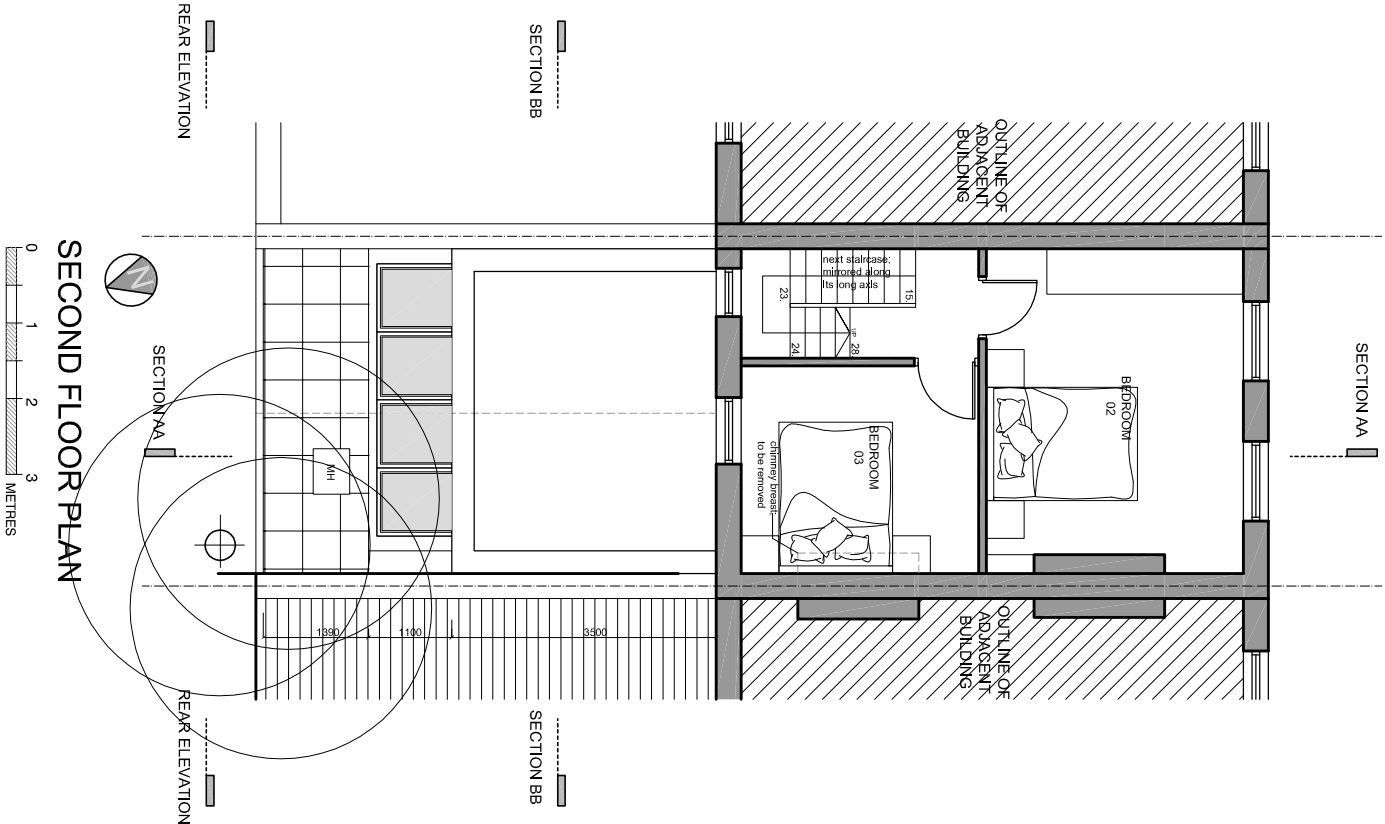 REAR ELEVATION
SECTION BB
OUTLINE OF
ADJACENT
BUILDING
next staircase;
mirrored along
its long axis
15.
23.
UP
24.
28.
SECTION AA
BEDROOM
02
BEDROOM
03
chimney breast;
to be removed
MH
N
SECTION AA
SECOND FLOOR PLAN
0
1
2
3
METRES
1390
1100
3500
OUTLINE OF
ADJACENT
BUILDING
REAR ELEVATION
SECTION BB